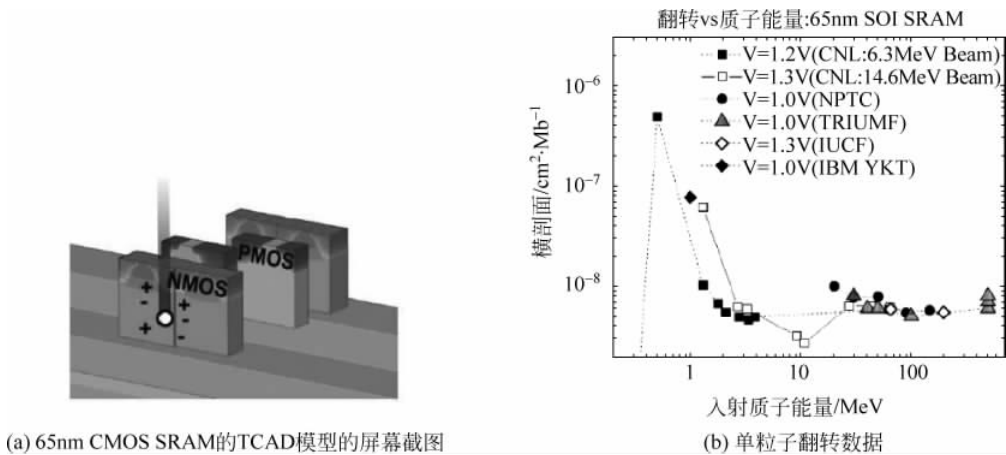 NMOS
PMOS
+
-
+
+
-
-
(a) 65nm CMOS SRAM的TCAD模型的屏幕截图
翻转vs质子能量:65nm SOI SRAM
V=1.2V(CNL:6.3MeV Beam)
V=1.3V(CNL:14.6MeV Beam)
V=1.0V(NPTC)
V=1.0V(TRIUMF)
V=1.3V(IUCF)
V=1.0V(IBM YKT)
横剖面/cm²·Mb⁻¹
10⁻⁶
10⁻⁷
10⁻⁸
1
10
100
入射质子能量/MeV
(b) 单粒子翻转数据